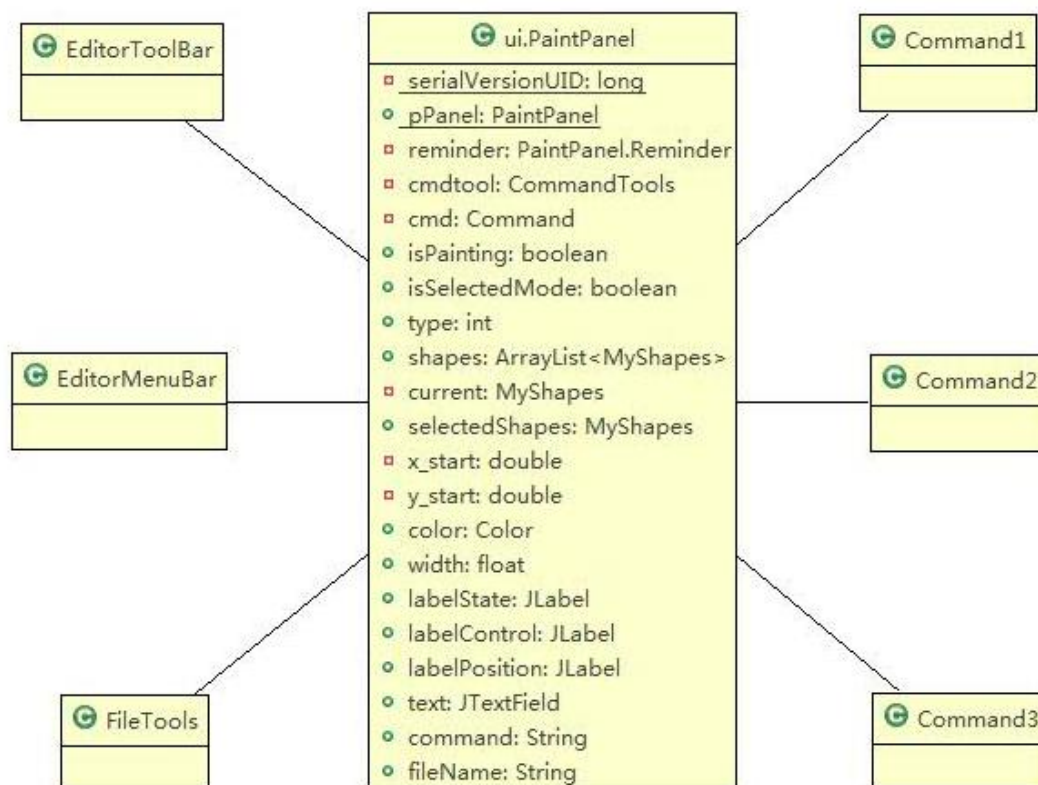 EditorToolBar
ui.PaintPanel
Command1
serialVersionUID: long
pPanel: PaintPanel
reminder: PaintPanel.Reminder
cmdtool: CommandTools
cmd: Command
isPainting: boolean
isSelectedMode: boolean
type: int
shapes: ArrayList<MyShapes>
current: MyShapes
selectedShapes: MyShapes
x_start: double
y_start: double
color: Color
width: float
labelState: JLabel
labelControl: JLabel
labelPosition: JLabel
text: JTextField
command: String
fileName: String
EditorMenuBar
Command2
FileTools
Command3